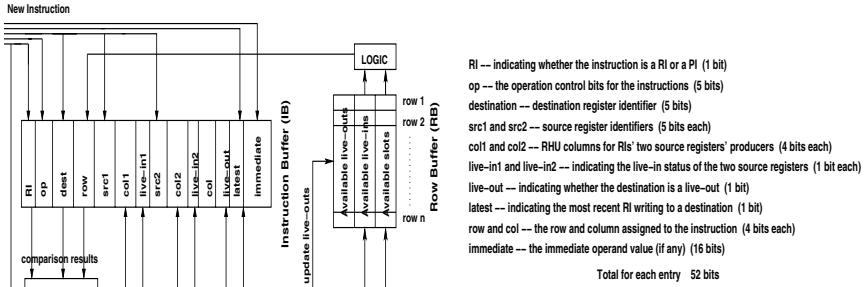 New Instruction
LOGIC
row 1
row 2
row n
Available live−outs
Available live−ins
Available slots
Row Buffer (RB)
Instruction Buffer (IB)
update live−outs
RI
op
dest
row
src1
col1
live−in1
src2
col2
live−in2
col
live−out
latest
immediate
comparison results
RI −− indicating whether the instruction is a RI or a PI (1 bit)
op −− the operation control bits for the instructions (5 bits)
destination −− destination register identifier (5 bits)
src1 and src2 −− source register identifiers (5 bits each)
col1 and col2 −− RHU columns for RIs' two source registers' producers (4 bits each)
live−in1 and live−in2 −− indicating the live−in status of the two source registers (1 bit each)
live−out −− indicating whether the destination is a live−out (1 bit)
latest −− indicating the most recent RI writing to a destination (1 bit)
row and col −− the row and column assigned to the instruction (4 bits each)
immediate −− the immediate operand value (if any) (16 bits)
Total for each entry 52 bits